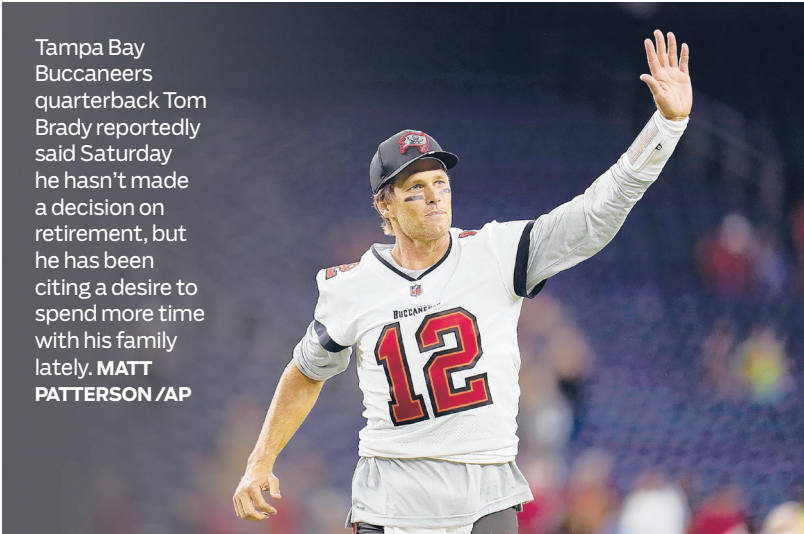 Tampa Bay
Buccaneers
quarterback Tom
Brady reportedly
said Saturday
he hasn't made
a decision on
retirement, but
he has been
citing a desire to
spend more time
with his family
lately. MATT
PATTERSON /AP
NFL
BUCCANEERS
12